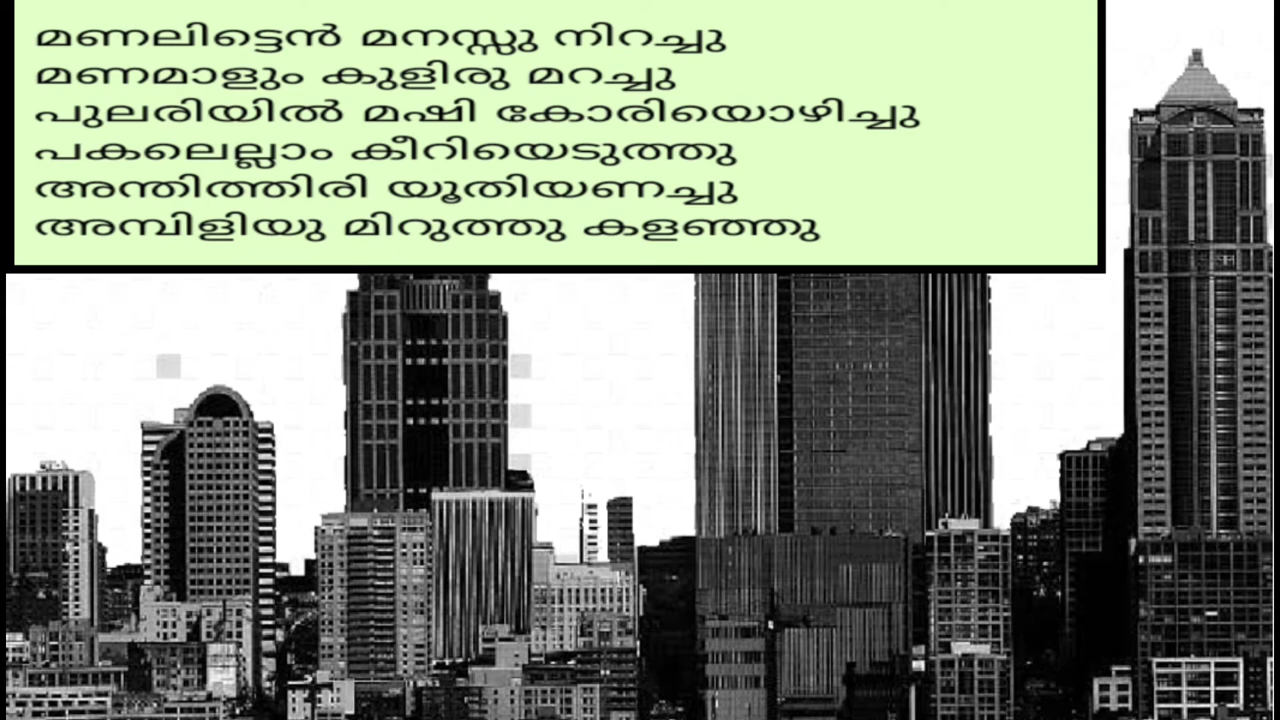 മണലിട്ടെൻ മനസ്സു നിറച്ചു
മണമാളും കുളിരു മറച്ചു
പുലരിയിൽ മഷി കോരിയൊഴിച്ചു
പകലെല്ലാം കീറിയെടുത്തു
അന്തിത്തിരി യൂതിയണച്ചു
അമ്പിളിയു മിറുത്തു കളഞ്ഞു